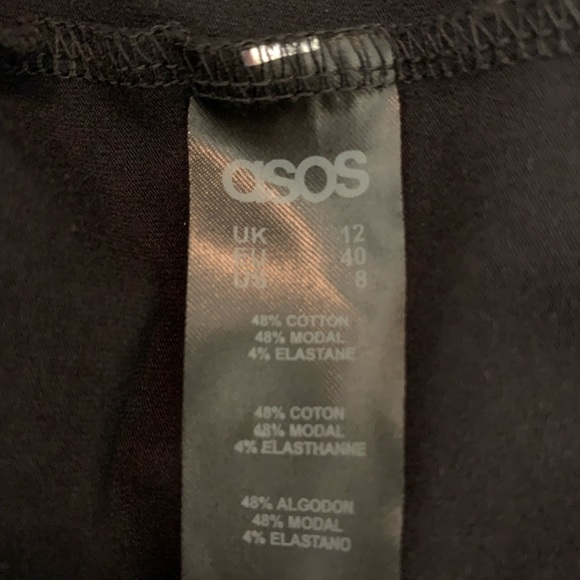 asos
UK 12
EU 40
US 8
48% COTTON
48% MODAL
4% ELASTANE
48% COTON
48% MODAL
4% ELASTHANNE
48% ALGODON
48% MODAL
4% ELASTANO